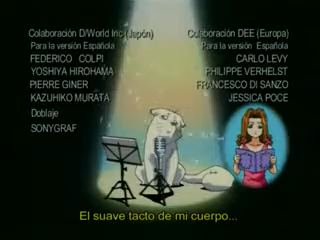 Colaboración D/World Inc (Japón)
Para la versión Española
FEDERICO COLPI
YOSHIYA HIROHAMA
PIERRE GINER
KAZUHIKO MURATA
Doblaje
SONYGRAF
Colaboración DEE (Europa)
Para la versión Española
CARLO LEVY
PHILIPPE VERHELST
FRANCESCO DI SANZO
JESSICA POCE
El suave tacto de mi cuerpo...